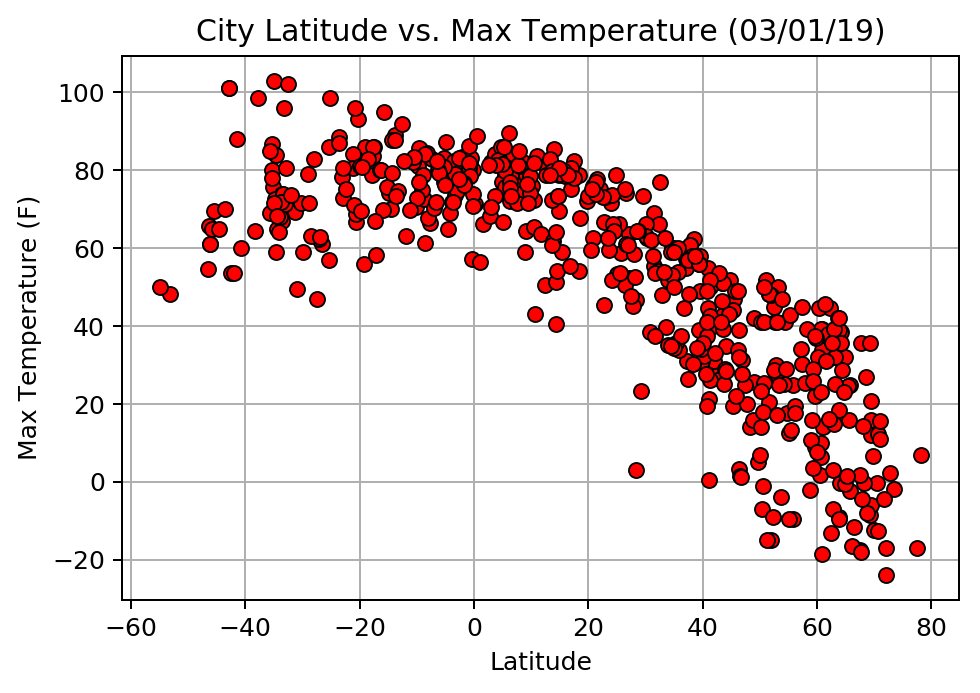 City Latitude vs. Max Temperature (03/01/19)
100
80
60
40
20
0
−20
Max Temperature (F)
−60 −40 −20 0 20 40 60 80
Latitude